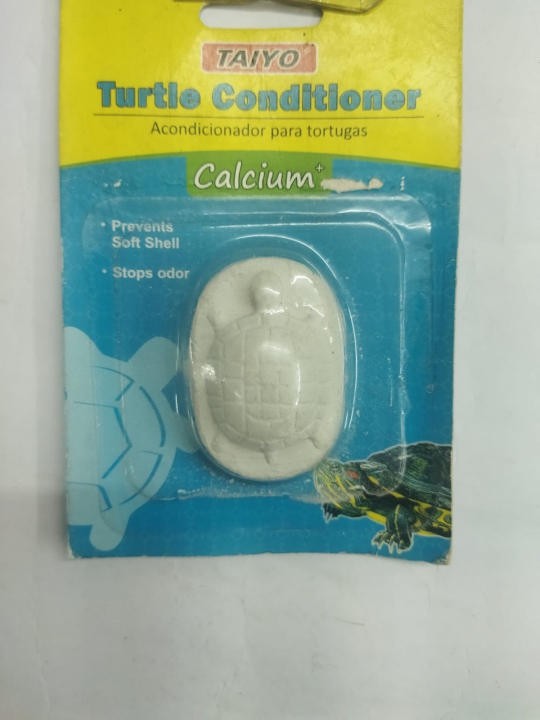 TAIYO
Turtle Conditioner
Acondicionador para tortugas
Calcium+
• Prevents
Soft Shell
• Stops odor